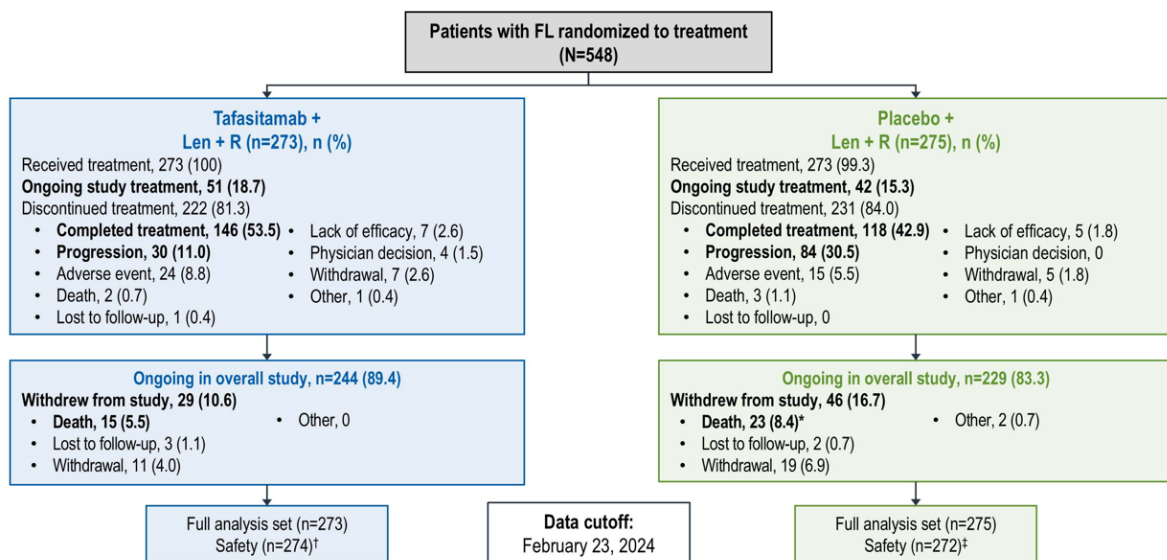 Patients with FL randomized to treatment
(N=548)
Tafasitamab +
Len + R (n=273), n (%)
Received treatment, 273 (100)
Ongoing study treatment, 51 (18.7)
Discontinued treatment, 222 (81.3)
• Completed treatment, 146 (53.5)
• Progression, 30 (11.0)
• Adverse event, 24 (8.8)
• Death, 2 (0.7)
• Lost to follow-up, 1 (0.4)
• Lack of efficacy, 7 (2.6)
• Physician decision, 4 (1.5)
• Withdrawal, 7 (2.6)
• Other, 1 (0.4)
Placebo +
Len + R (n=275), n (%)
Received treatment, 273 (99.3)
Ongoing study treatment, 42 (15.3)
Discontinued treatment, 231 (84.0)
• Completed treatment, 118 (42.9)
• Progression, 84 (30.5)
• Adverse event, 15 (5.5)
• Death, 3 (1.1)
• Lost to follow-up, 0
• Lack of efficacy, 5 (1.8)
• Physician decision, 0
• Withdrawal, 5 (1.8)
• Other, 1 (0.4)
Ongoing in overall study, n=244 (89.4)
Withdrew from study, 29 (10.6)
• Death, 15 (5.5)
• Lost to follow-up, 3 (1.1)
• Withdrawal, 11 (4.0)
• Other, 0
Ongoing in overall study, n=229 (83.3)
Withdrew from study, 46 (16.7)
• Death, 23 (8.4)*
• Lost to follow-up, 2 (0.7)
• Withdrawal, 19 (6.9)
• Other, 2 (0.7)
Full analysis set (n=273)
Safety (n=274)†
Data cutoff:
February 23, 2024
Full analysis set (n=275)
Safety (n=272)‡